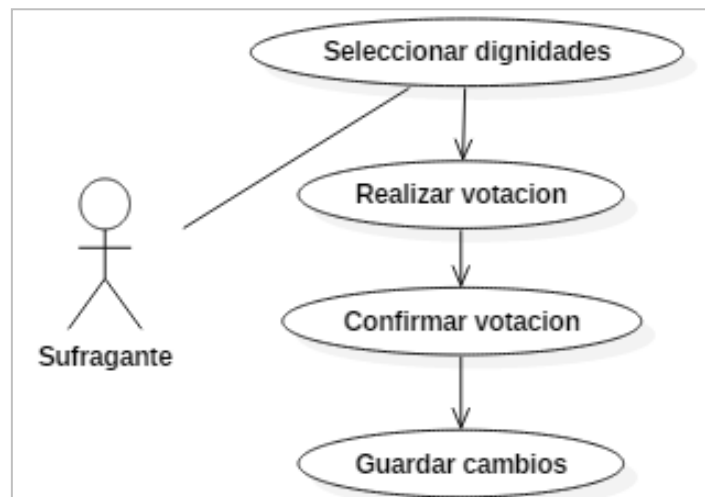 Seleccionar dignidades
Realizar votacion
Confirmar votacion
Sufragante
Guardar cambios